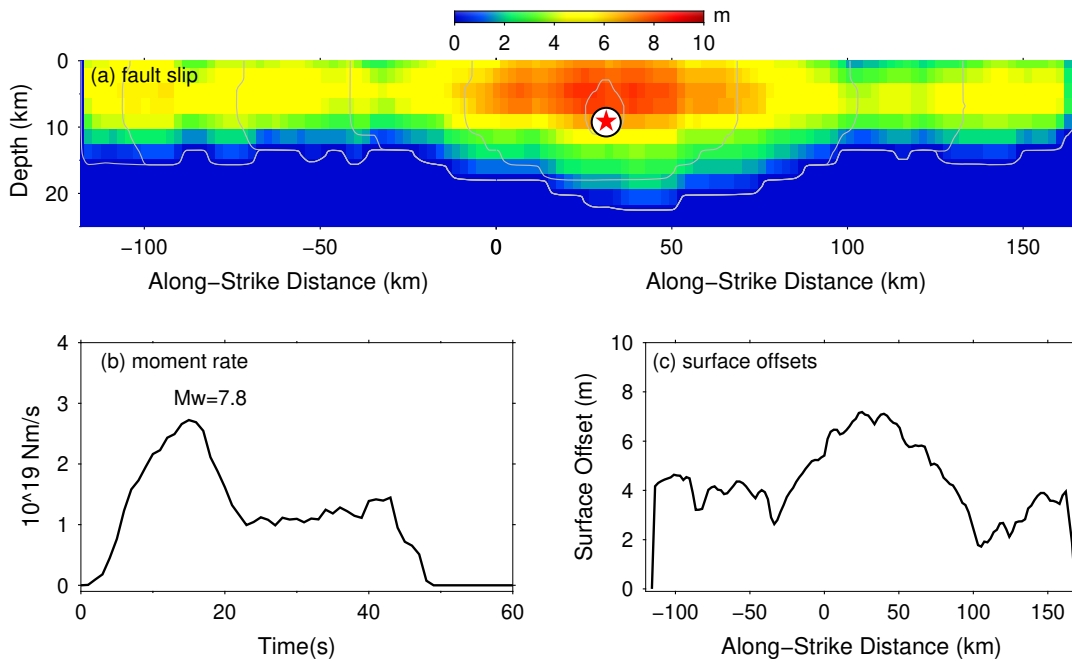 m
0 2 4 6 8 10
(a) fault slip
Depth (km)
0
10
20
−100 −50 0 0 50 100 150
Along−Strike Distance (km) Along−Strike Distance (km)
(b) moment rate
Mw=7.8
10^19 Nm/s
4
3
2
1
0
0 20 40 60
Time(s)
(c) surface offsets
Surface Offset (m)
10
8
6
4
2
0
−100 −50 0 50 100 150
Along−Strike Distance (km)